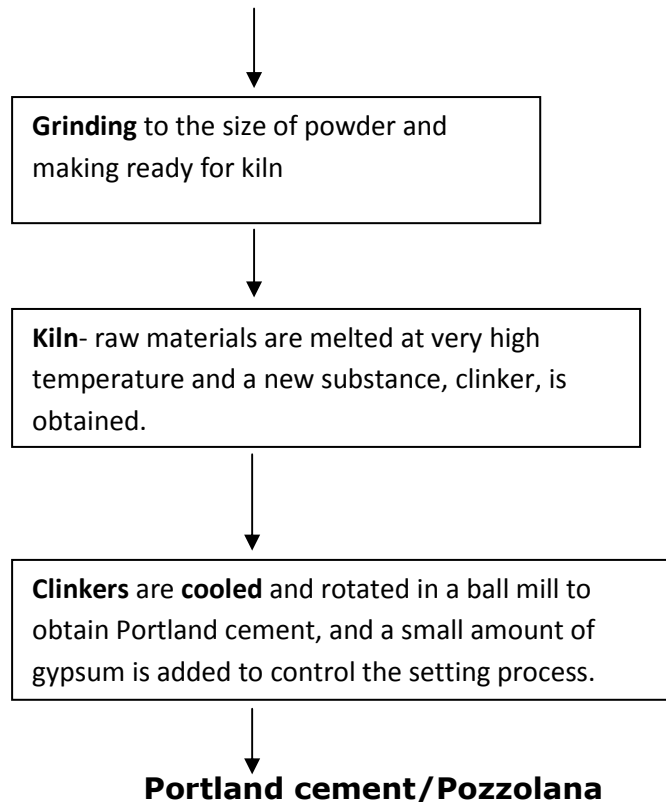 Grinding to the size of powder and
making ready for kiln
Kiln- raw materials are melted at very high
temperature and a new substance, clinker, is
obtained.
Clinkers are cooled and rotated in a ball mill to
obtain Portland cement, and a small amount of
gypsum is added to control the setting process.
Portland cement/Pozzolana